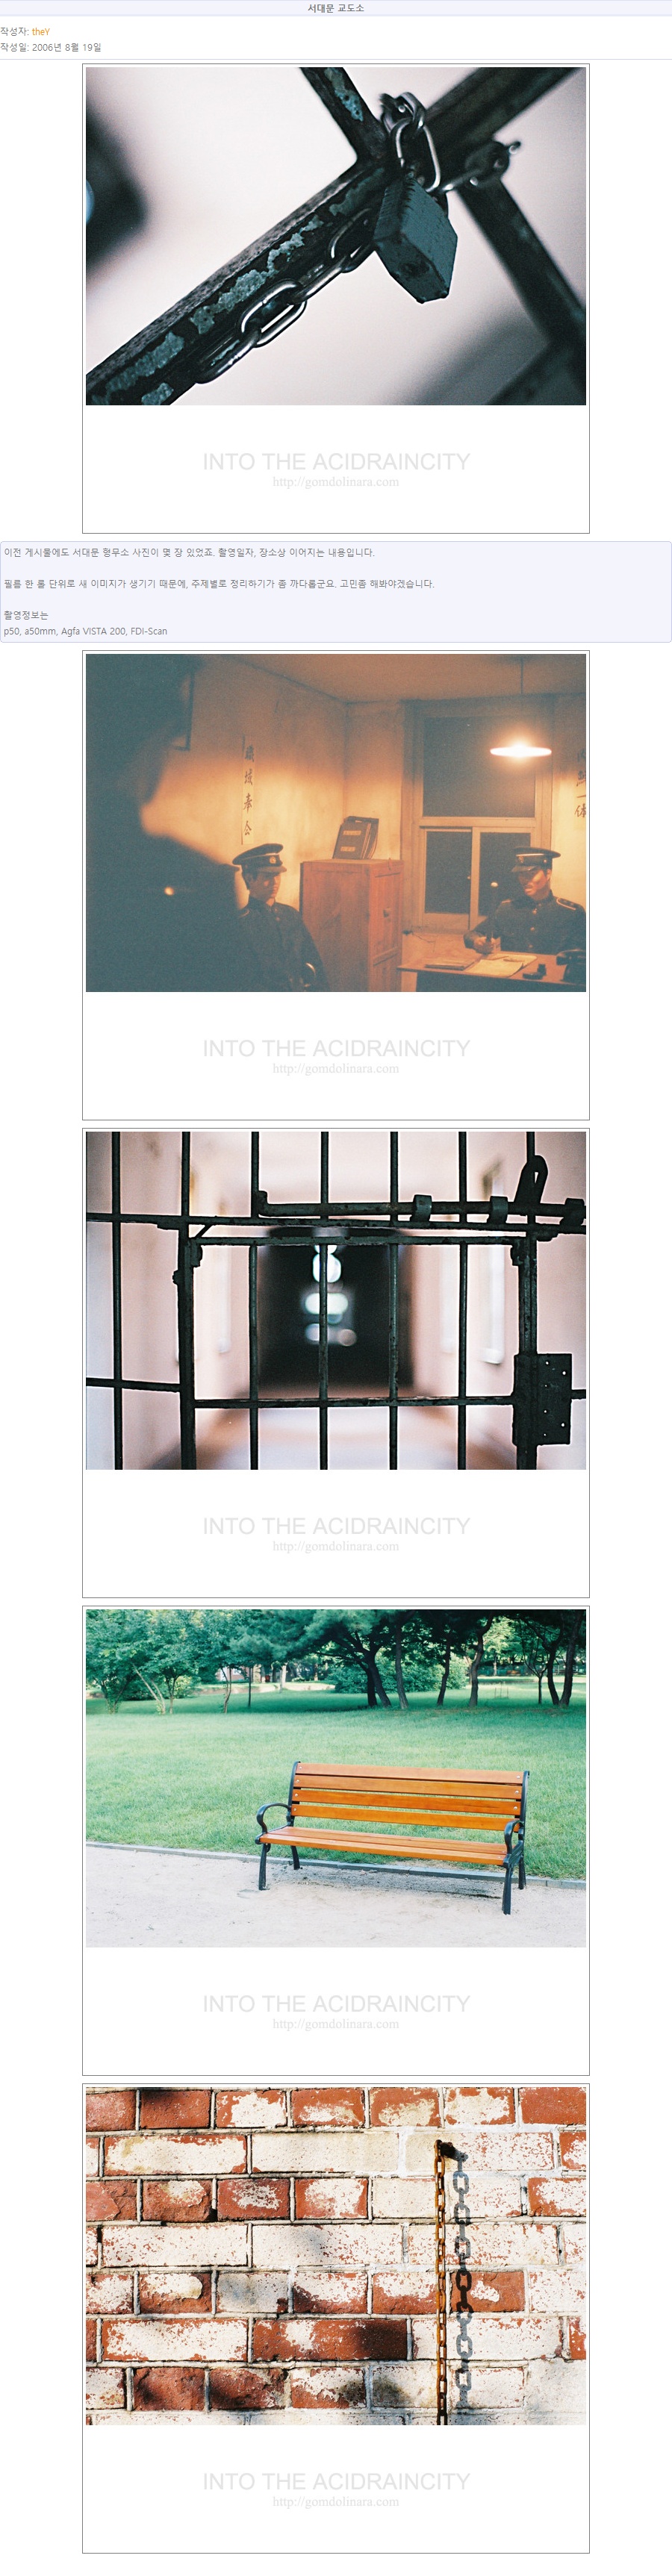 서대문 교도소
작성자: theY
작성일: 2006년 8월 19일
INTO THE ACIDRAINCITY
http://gomdolinara.com
이전 게시물에도 서대문 형무소 사진이 몇 장 있었죠. 촬영일자, 장소상 이어지는 내용입니다.
필름 한 롤 단위로 새 이미지가 생기기 때문에, 주제별로 정리하기가 좀 까다롭군요. 고민좀 해봐야겠습니다.
촬영정보는
p50, a50mm, Agfa VISTA 200, FDI-Scan
職域奉公
一体
INTO THE ACIDRAINCITY
http://gomdolinara.com
INTO THE ACIDRAINCITY
http://gomdolinara.com
INTO THE ACIDRAINCITY
http://gomdolinara.com
INTO THE ACIDRAINCITY
http://gomdolinara.com